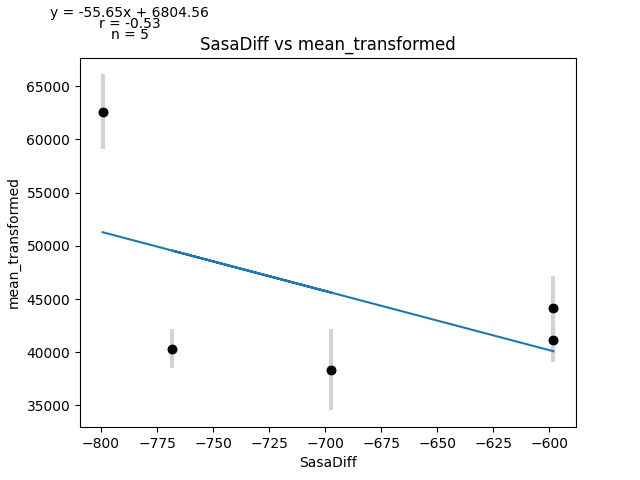 y = -55.65x + 6804.56
r = -0.53
n = 5
SasaDiff vs mean_transformed
65000
60000
55000
50000
45000
40000
35000
mean_transformed
−800
−775
−750
−725
−700
−675
−650
−625
−600
SasaDiff